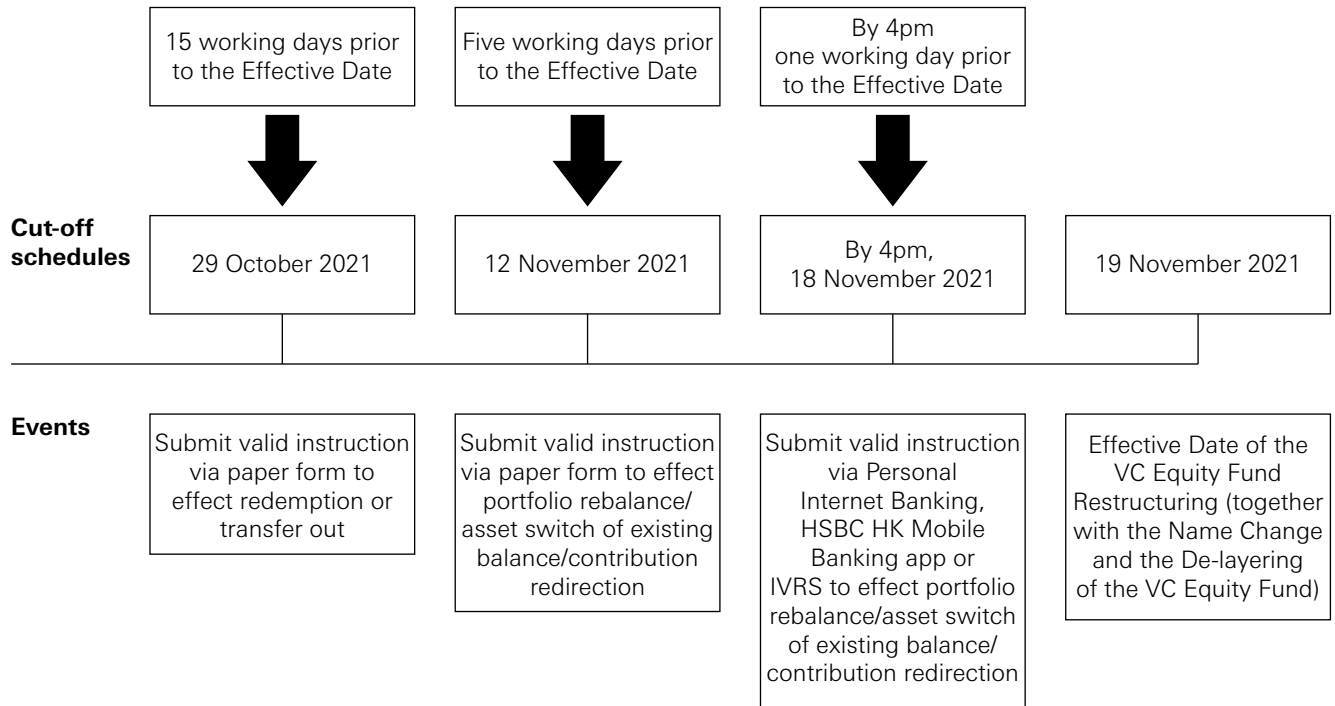 15 working days prior
to the Effective Date
Five working days prior
to the Effective Date
By 4pm
one working day prior
to the Effective Date
Cut-off
schedules
29 October 2021
12 November 2021
By 4pm,
18 November 2021
19 November 2021
Events
Submit valid instruction
via paper form to
effect redemption or
transfer out
Submit valid instruction
via paper form to effect
portfolio rebalance/
asset switch of existing
balance/contribution
redirection
Submit valid instruction
via Personal
Internet Banking,
HSBC HK Mobile
Banking app or
IVRS to effect portfolio
rebalance/asset switch
of existing balance/
contribution redirection
Effective Date of the
VC Equity Fund
Restructuring (together
with the Name Change
and the De-layering
of the VC Equity Fund)